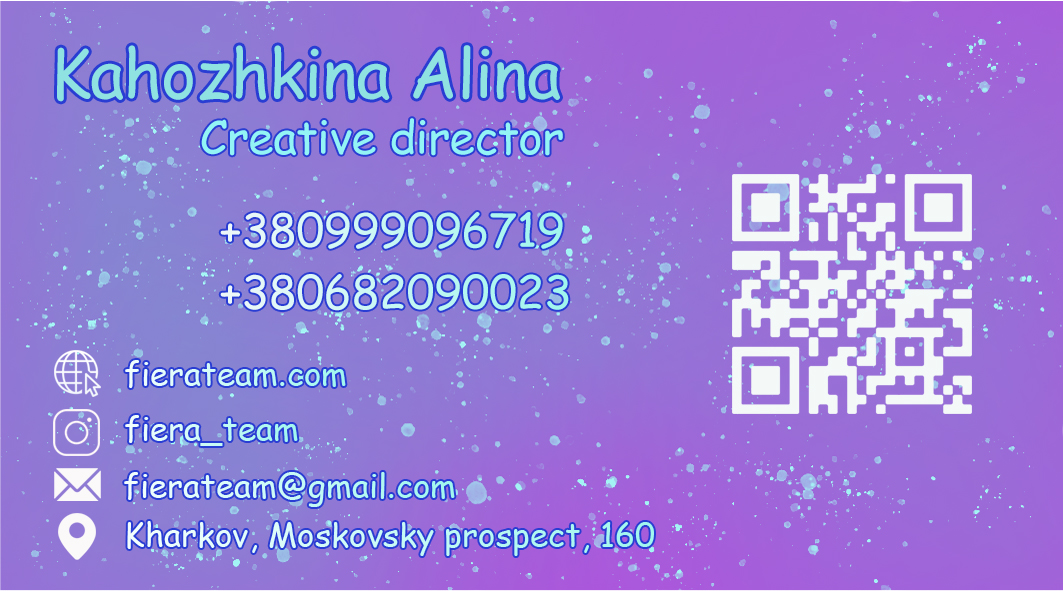 Kahozhkina Alina
Creative director
+380999096719
+380682090023
fierateam.com
fiera_team
fierateam@gmail.com
Kharkov, Moskovsky prospect, 160